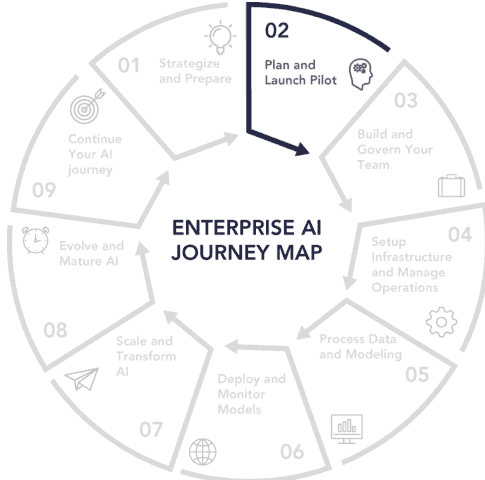 01
Strategize
and Prepare
02
Plan and
Launch Pilot
03
Build and
Govern Your
Team
04
Setup
Infrastructure
and Manage
Operations
Process Data
and Modeling
05
Deploy and
Monitor
Models
06
Scale and
Transform
AI
07
Evolve and
Mature AI
08
Continue
Your AI
journey
09
ENTERPRISE AI
JOURNEY MAP